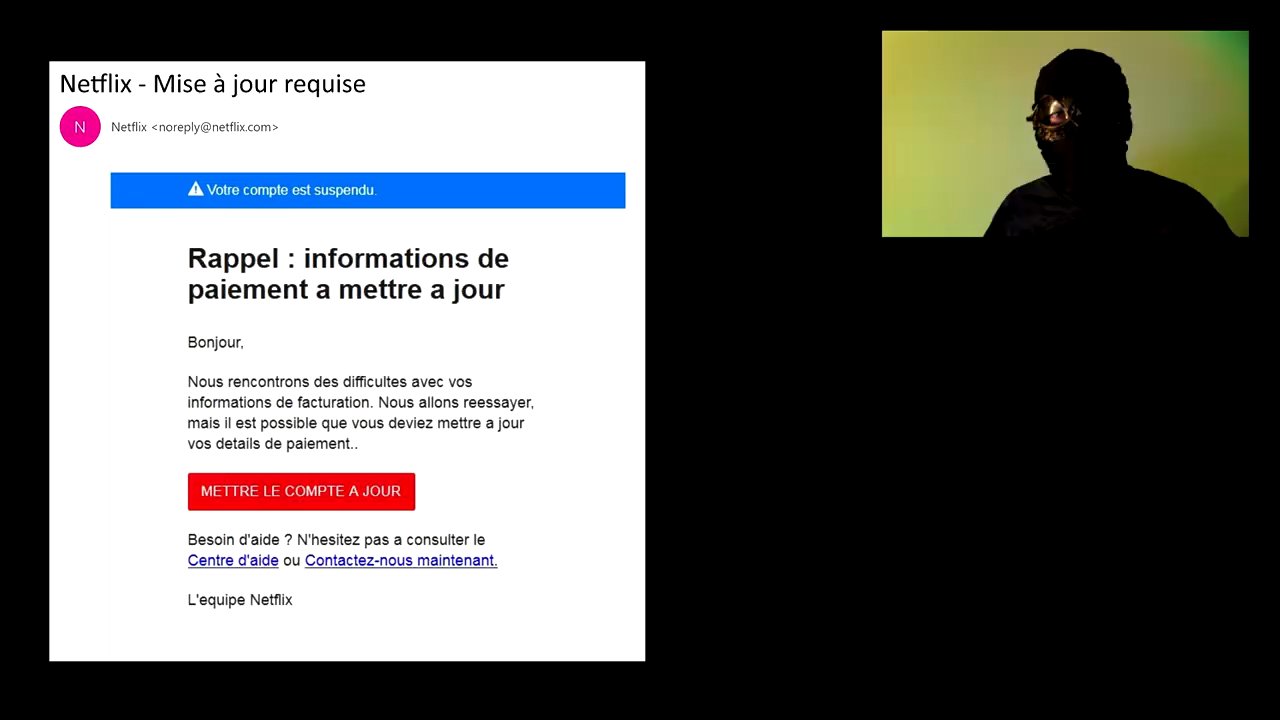 Netflix - Mise à jour requise
N
Netflix <noreply@netflix.com>
Votre compte est suspendu.
Rappel : informations de
paiement a mettre a jour
Bonjour,
Nous rencontrons des difficultes avec vos
informations de facturation. Nous allons reessayer,
mais il est possible que vous deviez mettre a jour
vos details de paiement..
METTRE LE COMPTE A JOUR
Besoin d'aide ? N'hesitez pas a consulter le
Centre d'aide ou Contactez-nous maintenant.
L'equipe Netflix